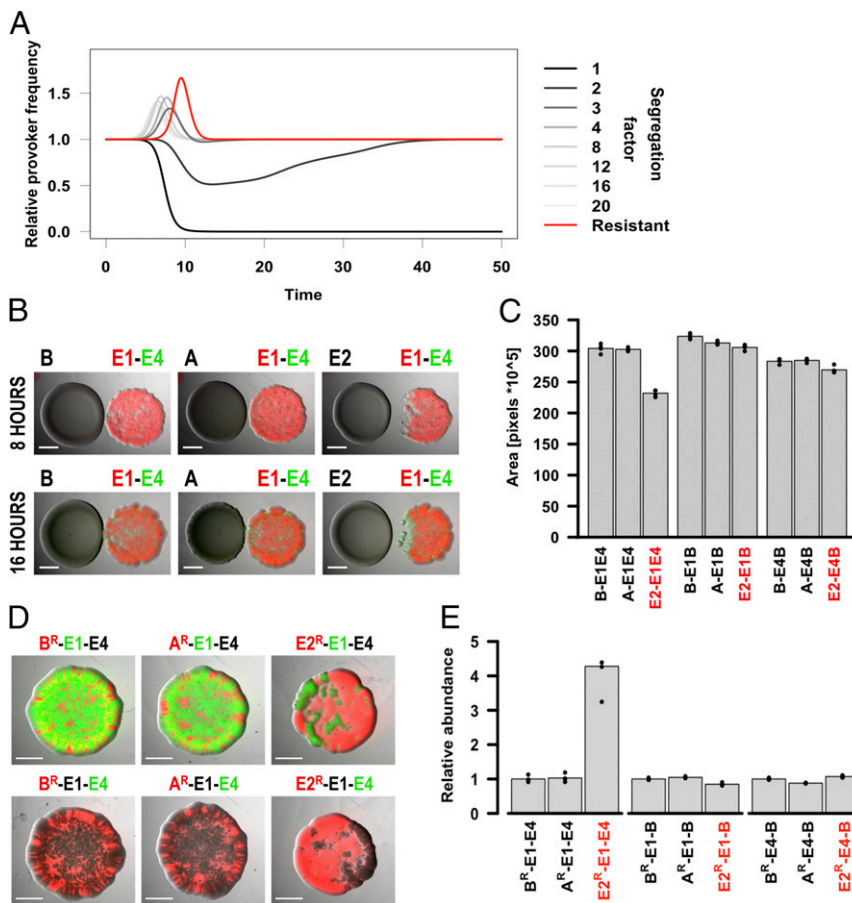 A
Relative provoker frequency
1.5
1.0
0.5
0.0
0 10 20 30 40 50
Time
1
2
3
4
8
12
16
20
Resistant
Segregation factor
B
8 HOURS
16 HOURS
B E1-E4 A E1-E4 E2 E1-E4
B E1-E4 A E1-E4 E2 E1-E4
C
Area [pixels *10^5]
350
300
250
200
150
100
50
0
B-E1E4
A-E1E4
E2-E1E4
B-E1B
A-E1B
E2-E1B
B-E4B
A-E4B
E2-E4B
D
Bᴿ-E1-E4 Aᴿ-E1-E4 E2ᴿ-E1-E4
Bᴿ-E1-E4 Aᴿ-E1-E4 E2ᴿ-E1-E4
E
Relative abundance
5
4
3
2
1
0
Bᴿ-E1-E4
Aᴿ-E1-E4
E2ᴿ-E1-E4
Bᴿ-E1-B
Aᴿ-E1-B
E2ᴿ-E1-B
Bᴿ-E4-B
Aᴿ-E4-B
E2ᴿ-E4-B